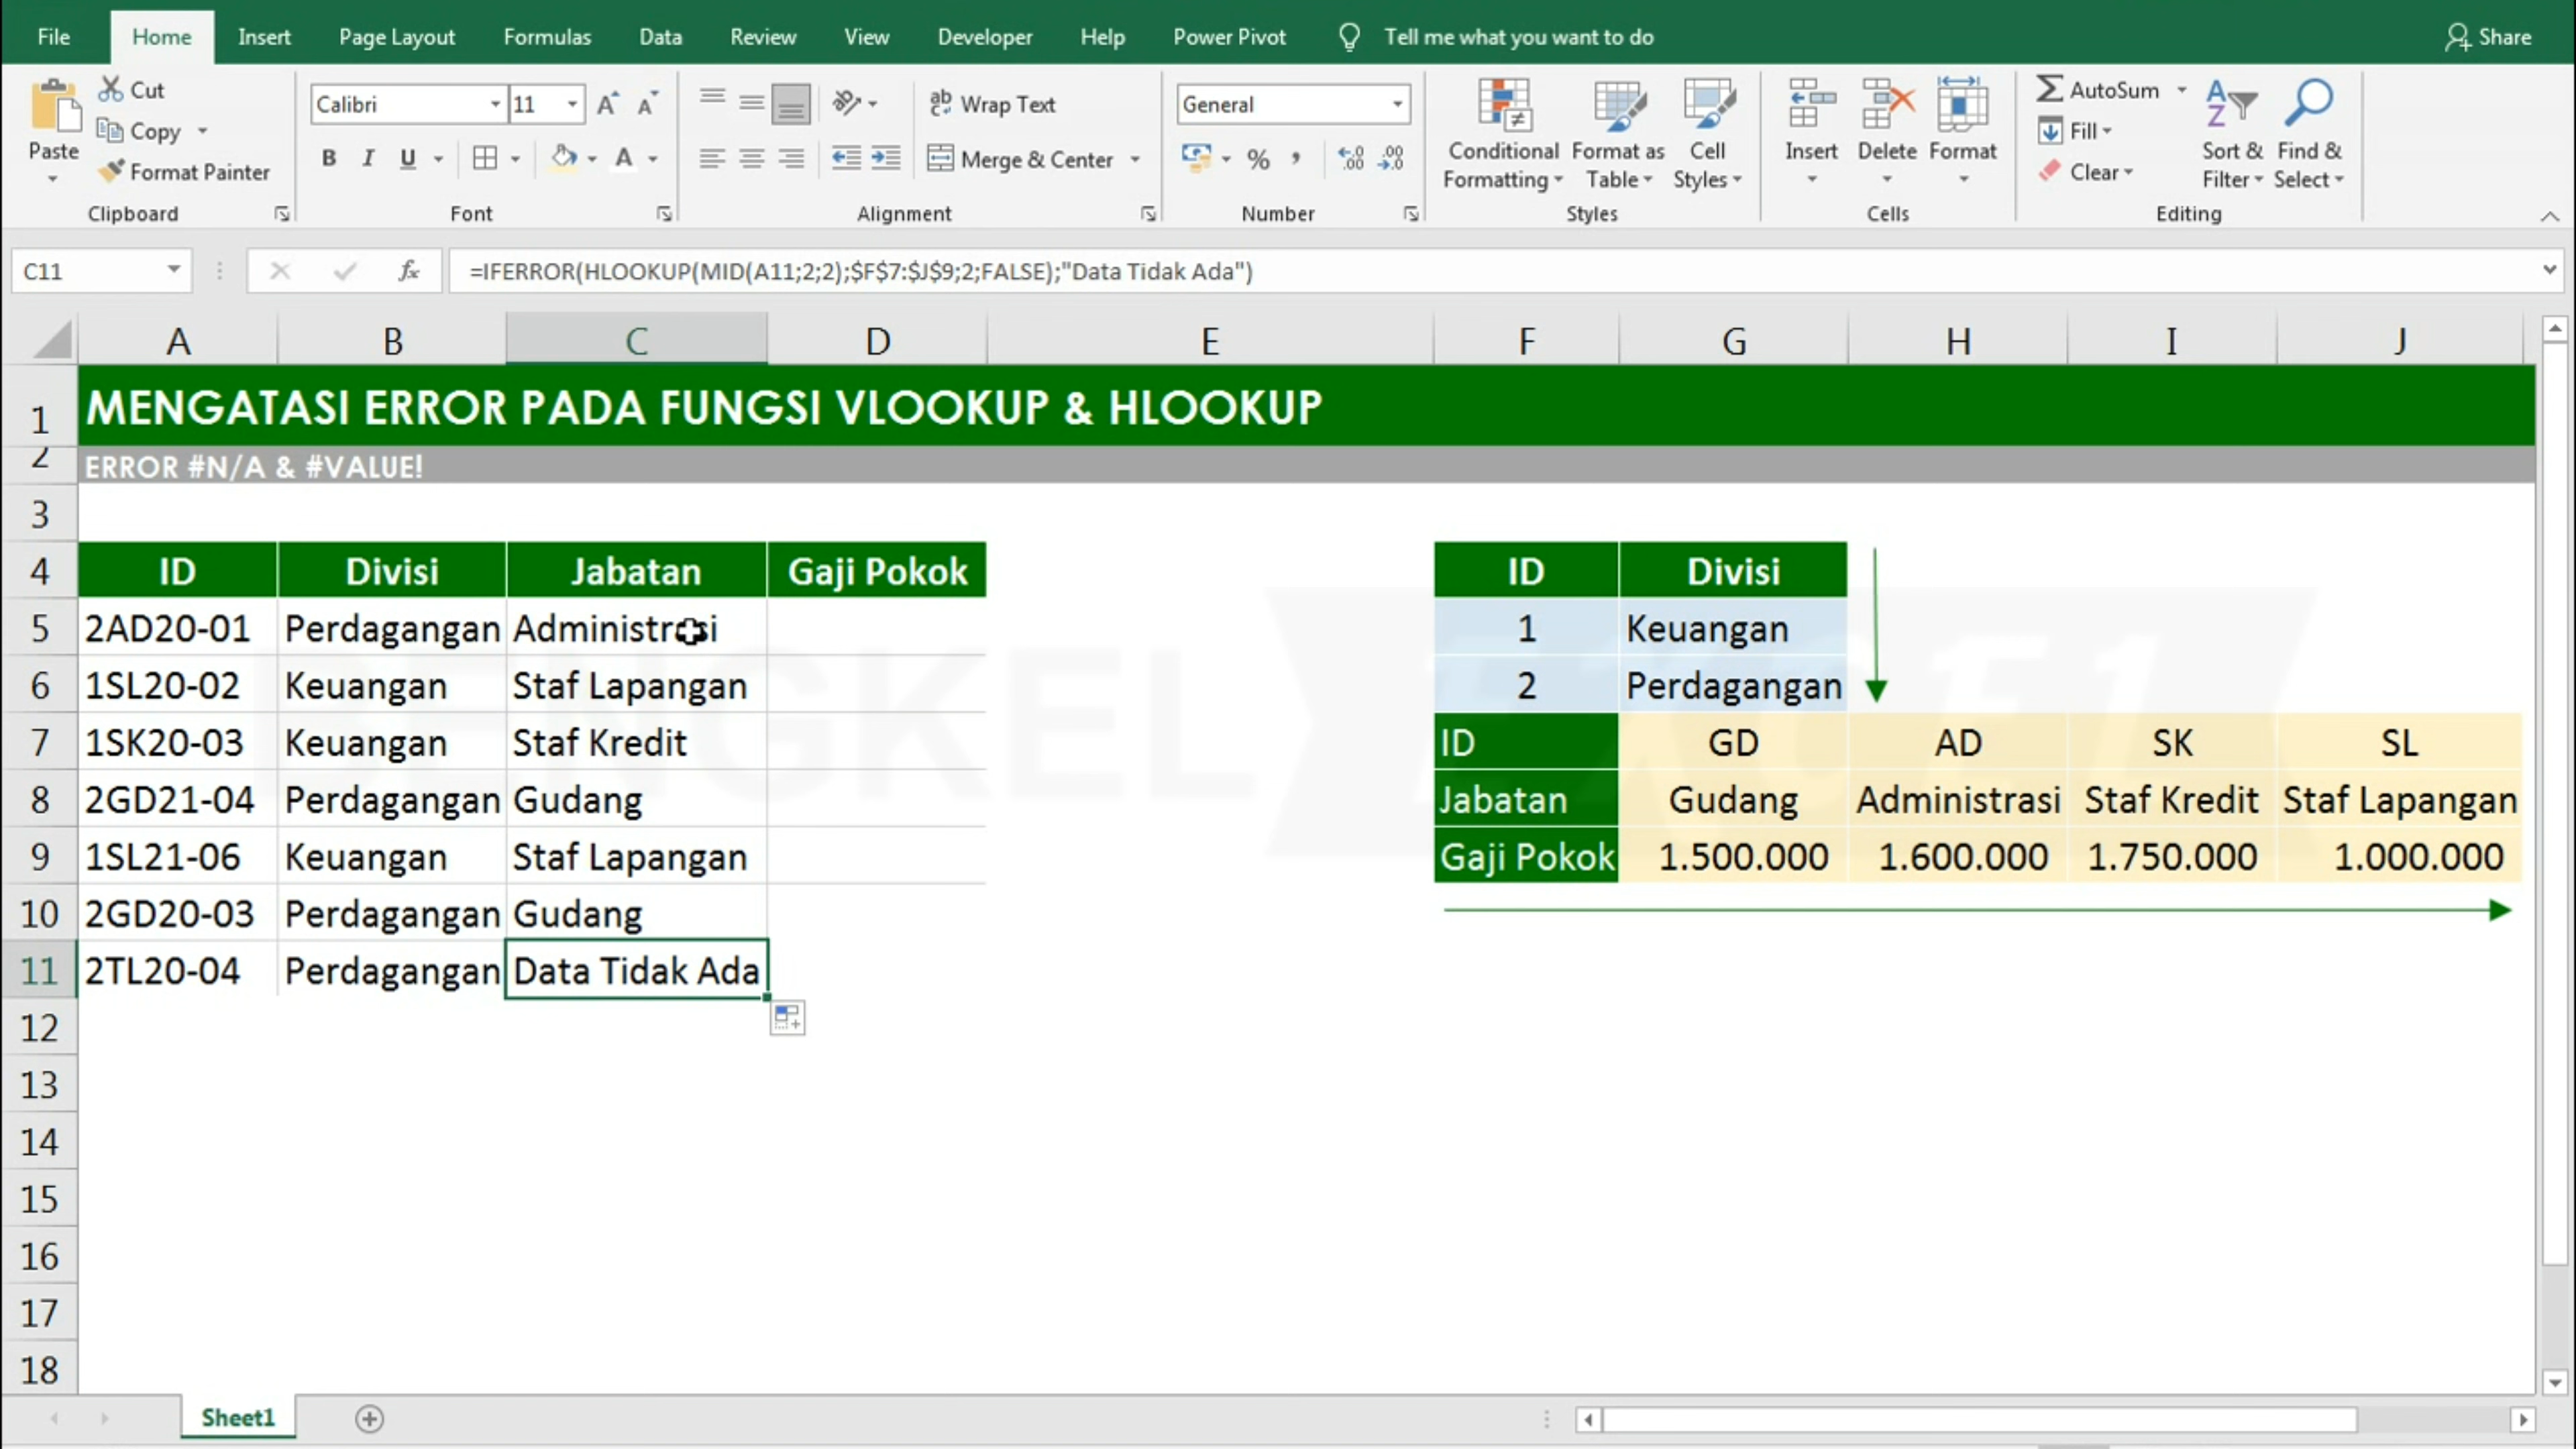 File Home Insert Page Layout Formulas Data Review View Developer Help Power Pivot Tell me what you want to do Share
Paste
Cut
Copy
Format Painter
Clipboard
Calibri 11
B I U
Font
Wrap Text
Merge & Center
Alignment
General
%
Number
Conditional Formatting
Format as Table
Cell Styles
Styles
Insert Delete Format
Cells
AutoSum
Fill
Clear
Sort & Filter
Find & Select
Editing
C11 fx =IFERROR(HLOOKUP(MID(A11;2;2);$F$7:$J$9;2;FALSE);"Data Tidak Ada")
A B C D E F G H I J
1 MENGATASI ERROR PADA FUNGSI VLOOKUP & HLOOKUP
2 ERROR #N/A & #VALUE!
3
4 ID Divisi Jabatan Gaji Pokok ID Divisi
5 2AD20-01 Perdagangan Administrasi 1 Keuangan
6 1SL20-02 Keuangan Staf Lapangan 2 Perdagangan
7 1SK20-03 Keuangan Staf Kredit ID GD AD SK SL
8 2GD21-04 Perdagangan Gudang Jabatan Gudang Administrasi Staf Kredit Staf Lapangan
9 1SL21-06 Keuangan Staf Lapangan Gaji Pokok 1.500.000 1.600.000 1.750.000 1.000.000
10 2GD20-03 Perdagangan Gudang
11 2TL20-04 Perdagangan Data Tidak Ada
12
13
14
15
16
17
18
BENGKEL EXCEL
Sheet1